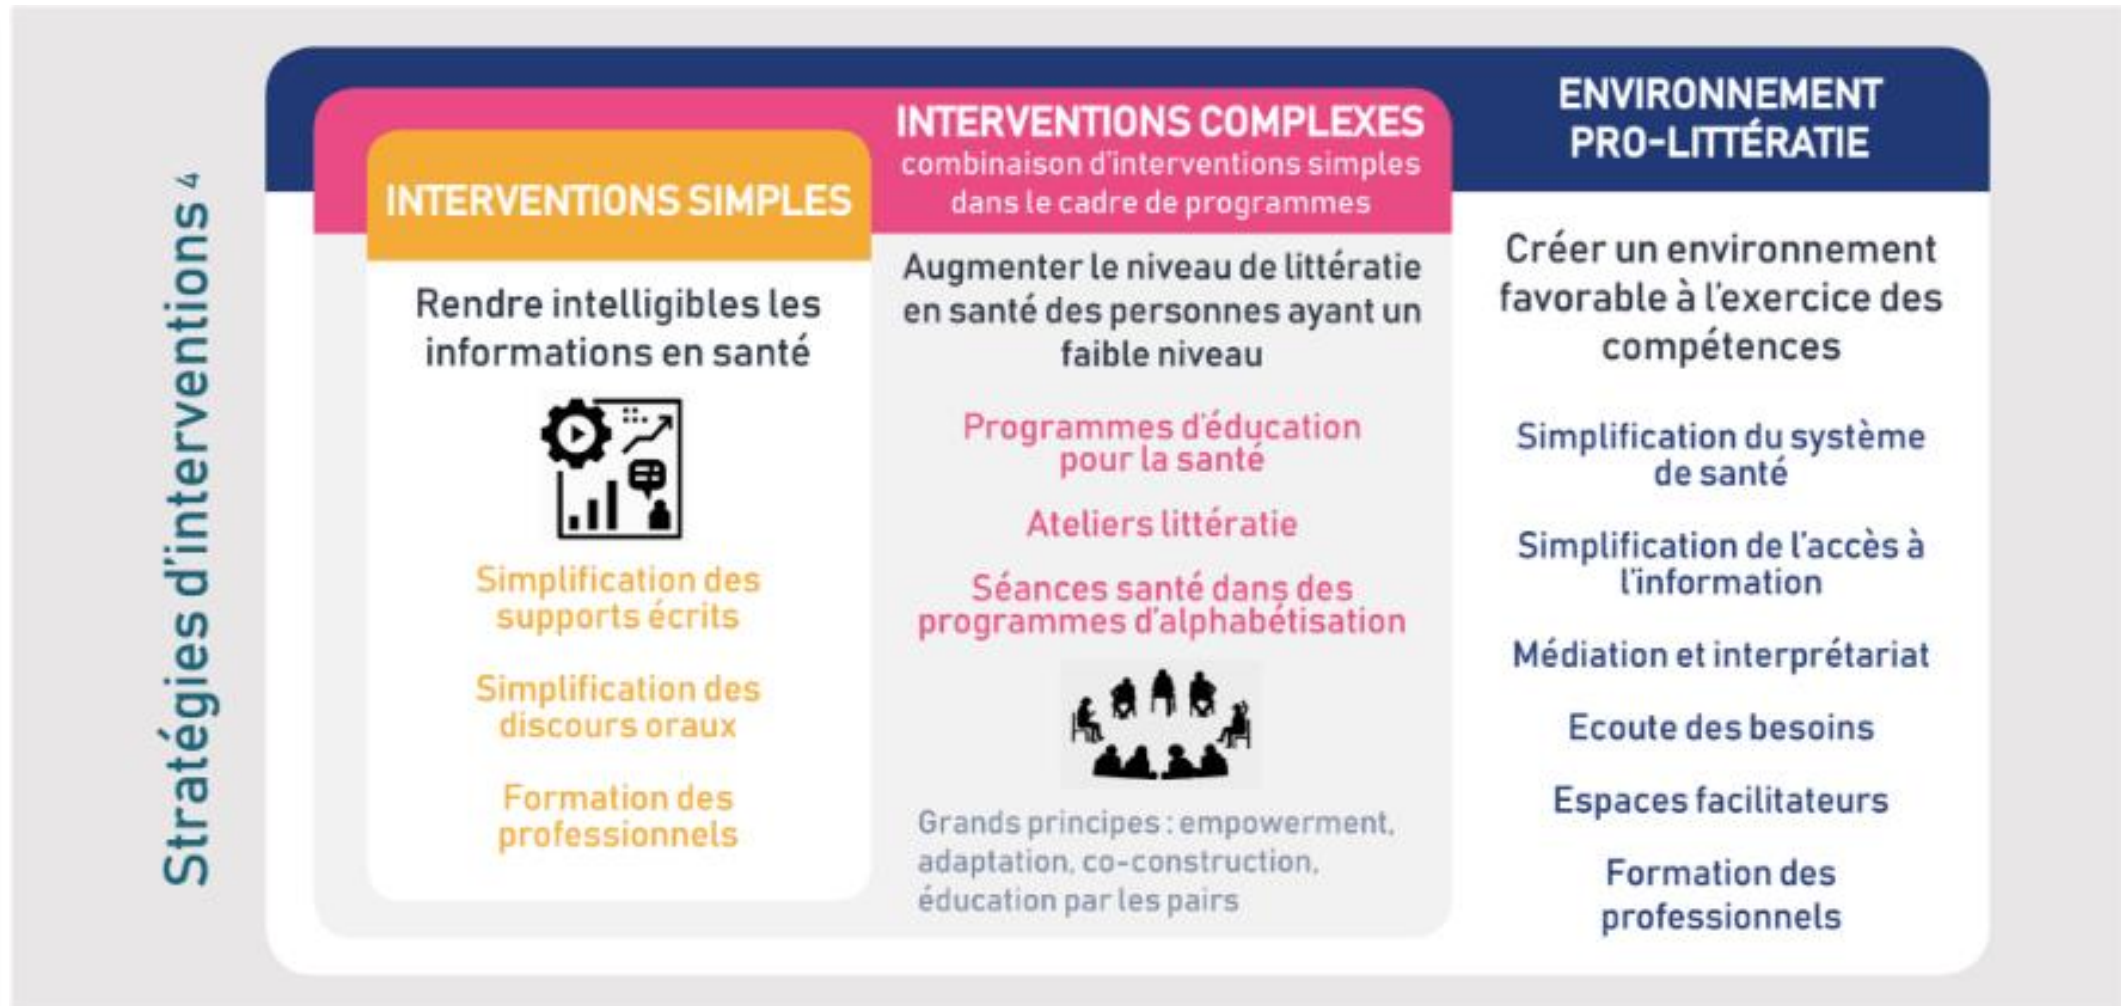 Stratégies d'interventions 4
INTERVENTIONS SIMPLES
Rendre intelligibles les
informations en santé
Simplification des
supports écrits
Simplification des
discours oraux
Formation des
professionnels
INTERVENTIONS COMPLEXES
combinaison d'interventions simples
dans le cadre de programmes
Augmenter le niveau de littératie
en santé des personnes ayant un
faible niveau
Programmes d'éducation
pour la santé
Ateliers littératie
Séances santé dans des
programmes d'alphabétisation
Grands principes : empowerment,
adaptation, co-construction,
éducation par les pairs
ENVIRONNEMENT
PRO-LITTÉRATIE
Créer un environnement
favorable à l'exercice des
compétences
Simplification du système
de santé
Simplification de l'accès à
l'information
Médiation et interprétariat
Ecoute des besoins
Espaces facilitateurs
Formation des
professionnels